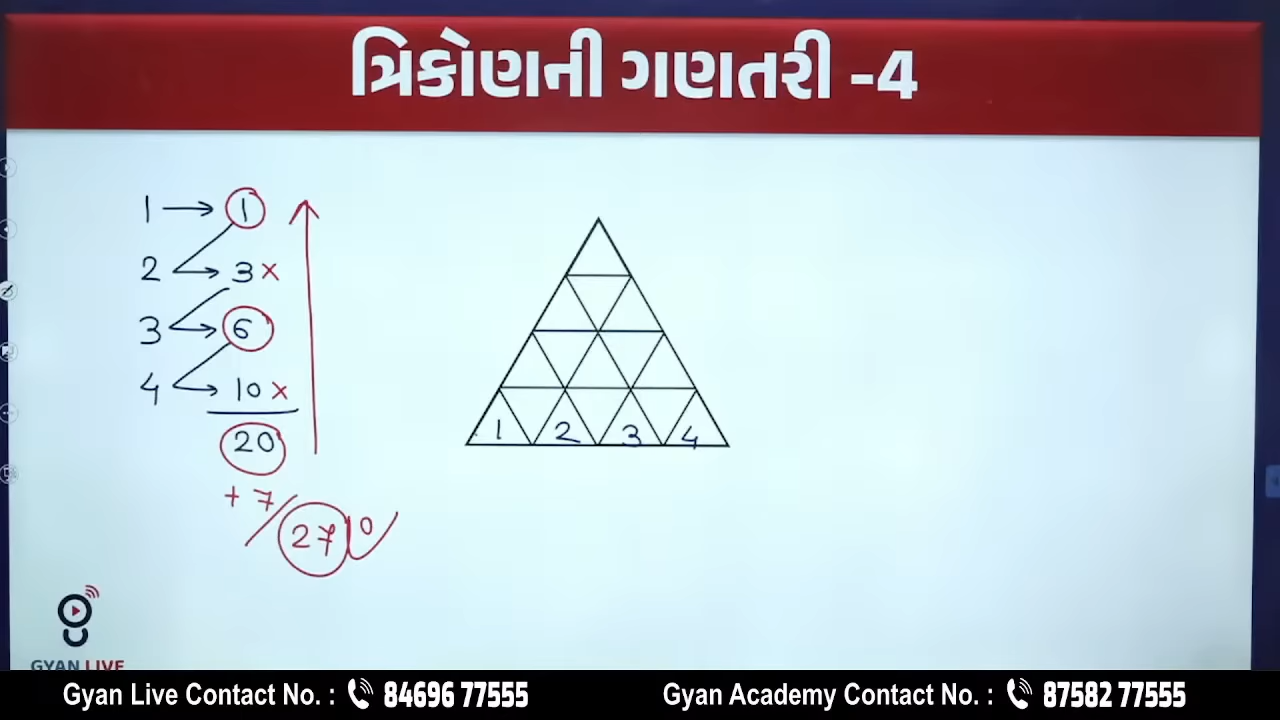 ત્રિકોણની ગણતરી -4
1 → 1
2 → 3 x
3 → 6
4 → 10 x
20
+ 7
27
1 2 3 4
GYAN LIVE
Gyan Live Contact No. : 84696 77555
Gyan Academy Contact No. : 87582 77555